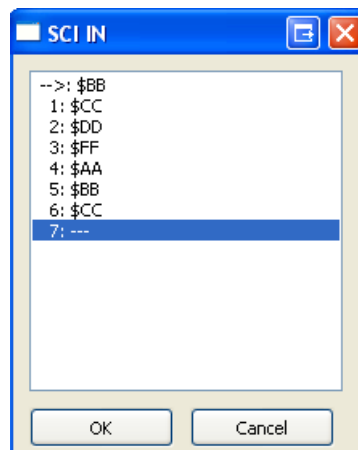 SCI IN
-->: $BB
1: $CC
2: $DD
3: $FF
4: $AA
5: $BB
6: $CC
7: ---
OK Cancel